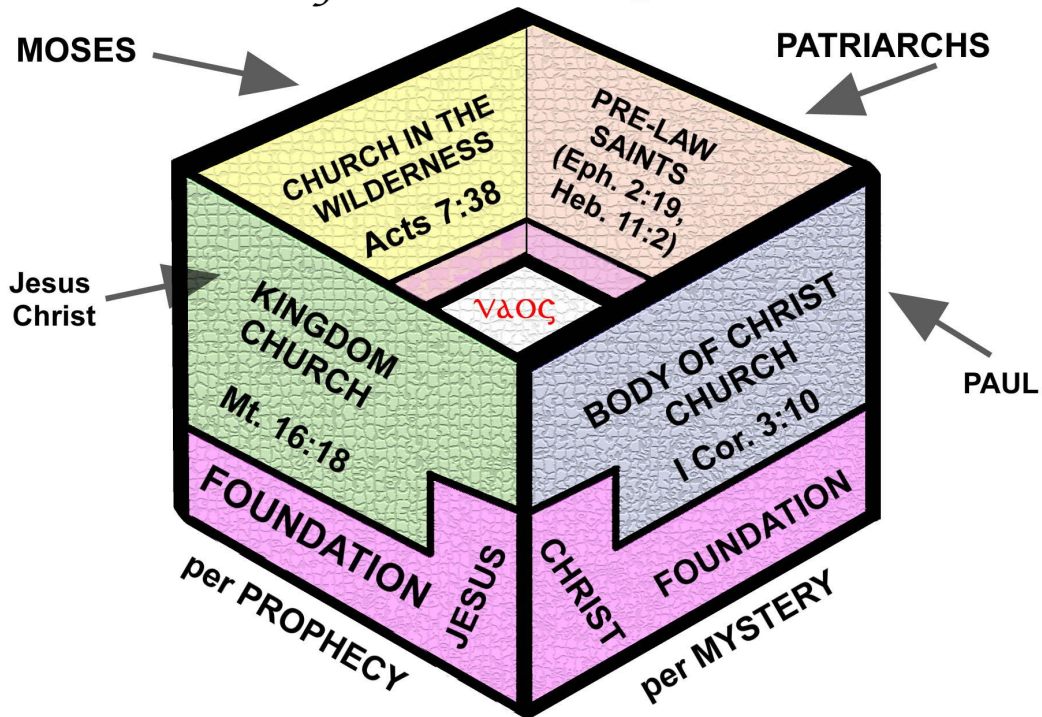 MOSES
PATRIARCHS
CHURCH IN THE
WILDERNESS
Acts 7:38
PRE-LAW
SAINTS
(Eph. 2:19,
Heb. 11:2)
Jesus
Christ
KINGDOM
CHURCH
Mt. 16:18
ναος
BODY OF CHRIST
CHURCH
I Cor. 3:10
PAUL
FOUNDATION
JESUS
CHRIST
FOUNDATION
per PROPHECY
per MYSTERY